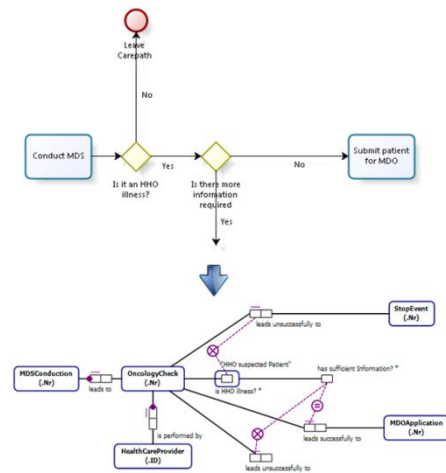 Leave
Carepath
No
Conduct MDS
Yes
No
Submit patient
for MDO
Is it an HHO
illness?
Is there more
information
required
Yes
StopEvent
(.Nr)
leads unsuccessfully to
"HHO suspected Patient"
has sufficient Information? *
MDSConduction
(.Nr)
leads to
OncologyCheck
(.Nr)
is HHO illness? *
MDOApplication
(.Nr)
is performed by
leads successfully to
HealthCareProvider
(.ID)
leads unsuccessfully to